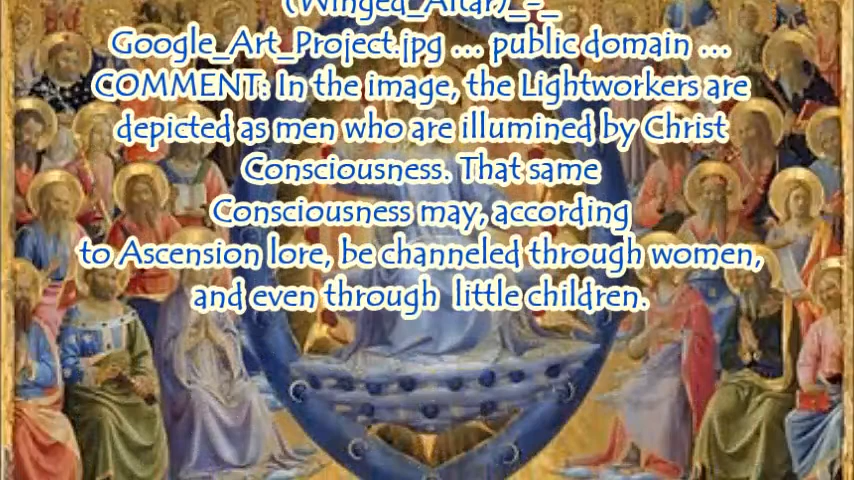 (Winged_Altar)_-_
Google_Art_Project.jpg ... public domain ...
COMMENT: In the image, the Lightworkers are
depicted as men who are illumined by Christ
Consciousness. That same
Consciousness may, according
to Ascension lore, be channeled through women,
and even through little children.